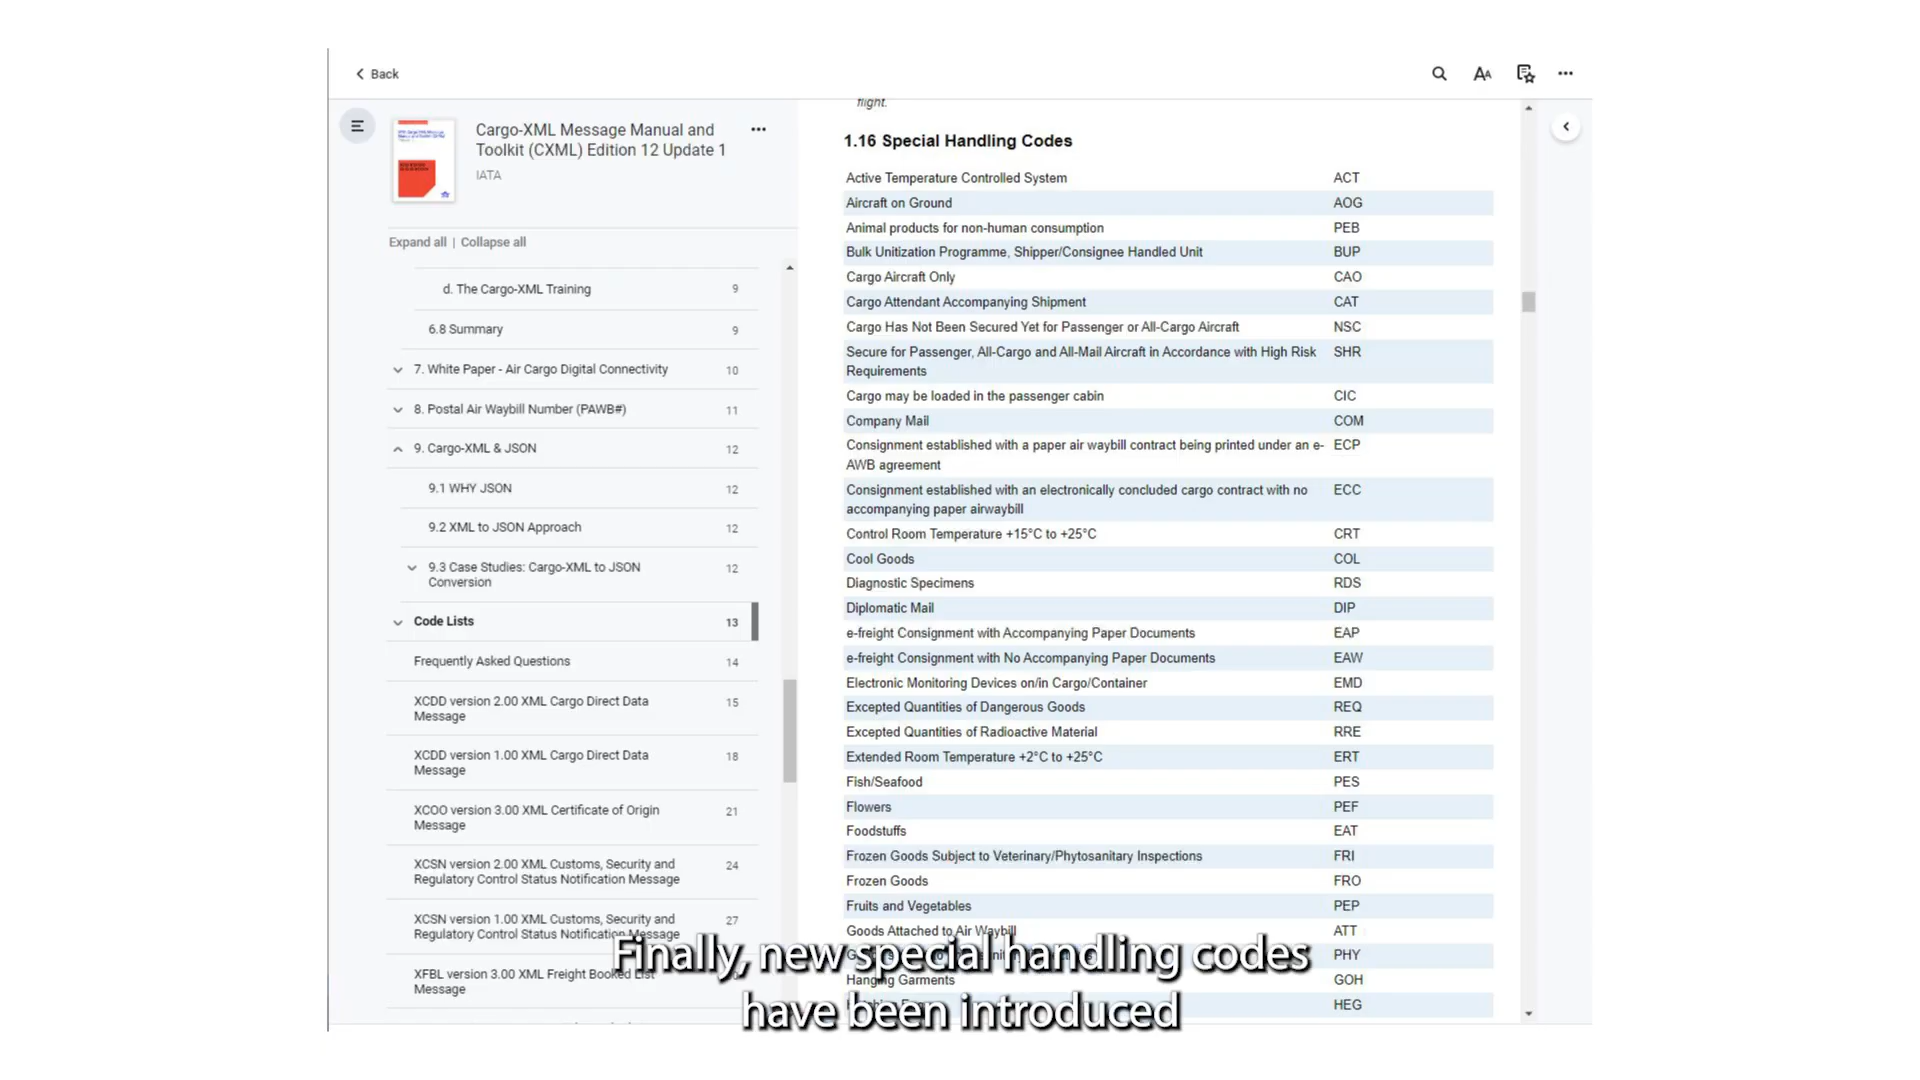 Back
Cargo-XML Message Manual and
Toolkit (CXML) Edition 12 Update 1
IATA
Expand all | Collapse all
d. The Cargo-XML Training 9
6.8 Summary 9
7. White Paper - Air Cargo Digital Connectivity 10
8. Postal Air Waybill Number (PAWB#) 11
9. Cargo-XML & JSON 12
9.1 WHY JSON 12
9.2 XML to JSON Approach 12
9.3 Case Studies: Cargo-XML to JSON 12
Conversion
Code Lists 13
Frequently Asked Questions 14
XCDD version 2.00 XML Cargo Direct Data 15
Message
XCDD version 1.00 XML Cargo Direct Data 18
Message
XCOO version 3.00 XML Certificate of Origin 21
Message
XCSN version 2.00 XML Customs, Security and 24
Regulatory Control Status Notification Message
XCSN version 1.00 XML Customs, Security and 27
Regulatory Control Status Notification Message
XFBL version 3.00 XML Freight Booked List
Message
flight.
1.16 Special Handling Codes
Active Temperature Controlled System ACT
Aircraft on Ground AOG
Animal products for non-human consumption PEB
Bulk Unitization Programme, Shipper/Consignee Handled Unit BUP
Cargo Aircraft Only CAO
Cargo Attendant Accompanying Shipment CAT
Cargo Has Not Been Secured Yet for Passenger or All-Cargo Aircraft NSC
Secure for Passenger, All-Cargo and All-Mail Aircraft in Accordance with High Risk SHR
Requirements
Cargo may be loaded in the passenger cabin CIC
Company Mail COM
Consignment established with a paper air waybill contract being printed under an e- ECP
AWB agreement
Consignment established with an electronically concluded cargo contract with no ECC
accompanying paper airwaybill
Control Room Temperature +15°C to +25°C CRT
Cool Goods COL
Diagnostic Specimens RDS
Diplomatic Mail DIP
e-freight Consignment with Accompanying Paper Documents EAP
e-freight Consignment with No Accompanying Paper Documents EAW
Electronic Monitoring Devices on/in Cargo/Container EMD
Excepted Quantities of Dangerous Goods REQ
Excepted Quantities of Radioactive Material RRE
Extended Room Temperature +2°C to +25°C ERT
Fish/Seafood PES
Flowers PEF
Foodstuffs EAT
Frozen Goods Subject to Veterinary/Phytosanitary Inspections FRI
Frozen Goods FRO
Fruits and Vegetables PEP
Goods Attached to Air Waybill ATT
PHY
Hanging Garments GOH
HEG
Finally, new special handling codes
have been introduced